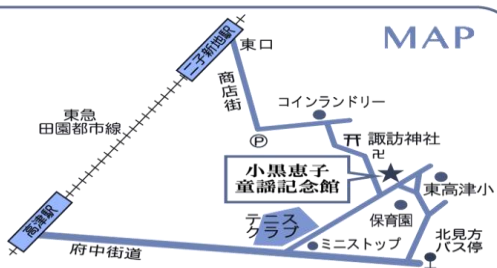 MAP
二子新地駅
東口
商店街
コインランドリー
東急
田園都市線
Ⓟ
諏訪神社
卍
小黒恵子
童謡記念館
東高津小
高津駅
テニス
クラブ
保育園
北見方
バス停
ミニストップ
府中街道